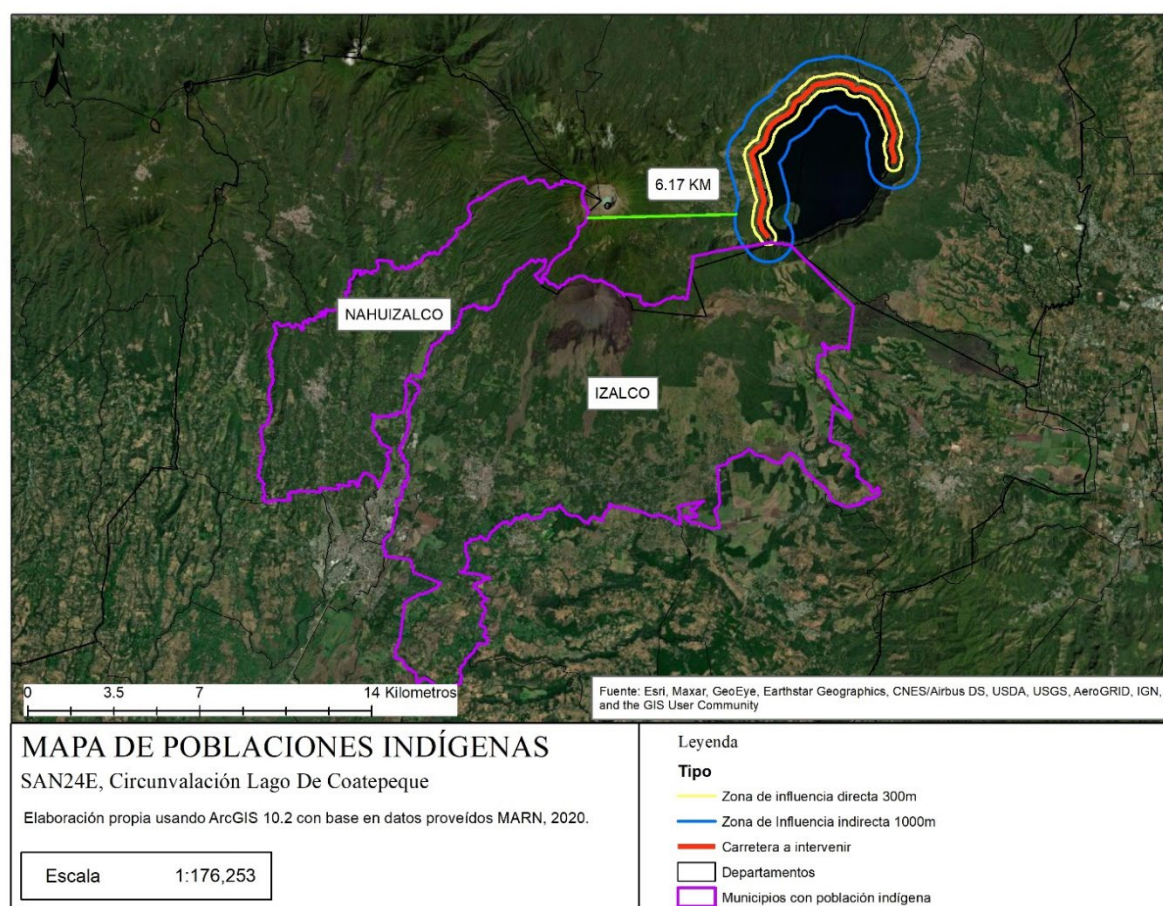 N
6.17 KM
NAHUIZALCO
IZALCO
0 3.5 7 14 Kilometros
Fuente: Esri, Maxar, GeoEye, Earthstar Geographics, CNES/Airbus DS, USDA, USGS, AeroGRID, IGN,
and the GIS User Community
MAPA DE POBLACIONES INDÍGENAS
SAN24E, Circunvalación Lago De Coatepeque
Elaboración propia usando ArcGIS 10.2 con base en datos proveídos MARN, 2020.
Escala 1:176,253
Leyenda
Tipo
Zona de influencia directa 300m
Zona de Influencia indirecta 1000m
Carretera a intervenir
Departamentos
Municipios con población indígena